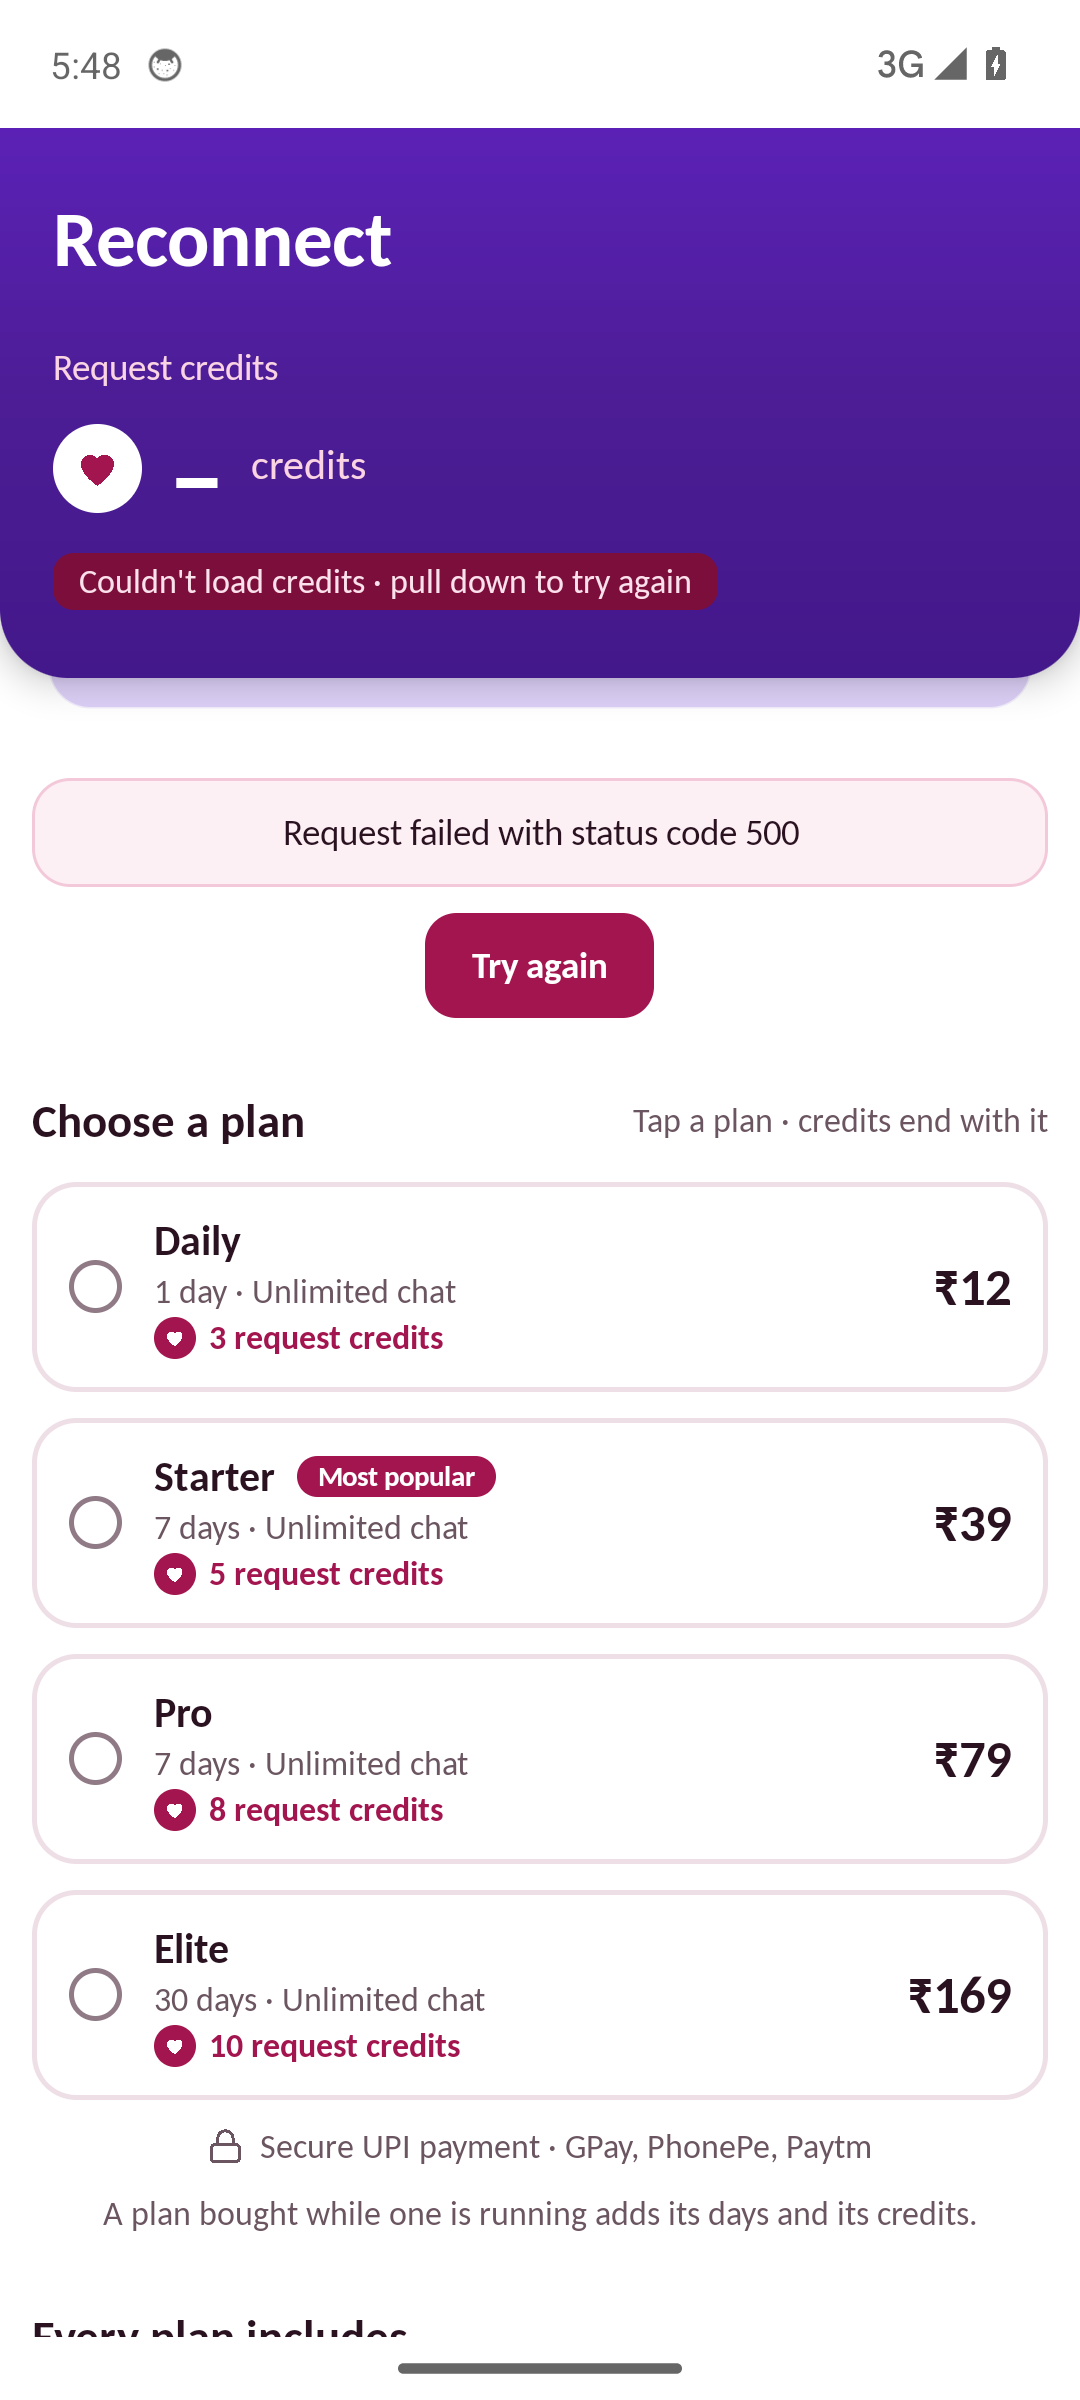 5:48
3G
Reconnect
Request credits
– credits
Couldn't load credits · pull down to try again
Request failed with status code 500
Try again
Choose a plan
Tap a plan · credits end with it
Daily
1 day · Unlimited chat
3 request credits
₹12
Starter
Most popular
7 days · Unlimited chat
5 request credits
₹39
Pro
7 days · Unlimited chat
8 request credits
₹79
Elite
30 days · Unlimited chat
10 request credits
₹169
Secure UPI payment · GPay, PhonePe, Paytm
A plan bought while one is running adds its days and its credits.
Every plan includes